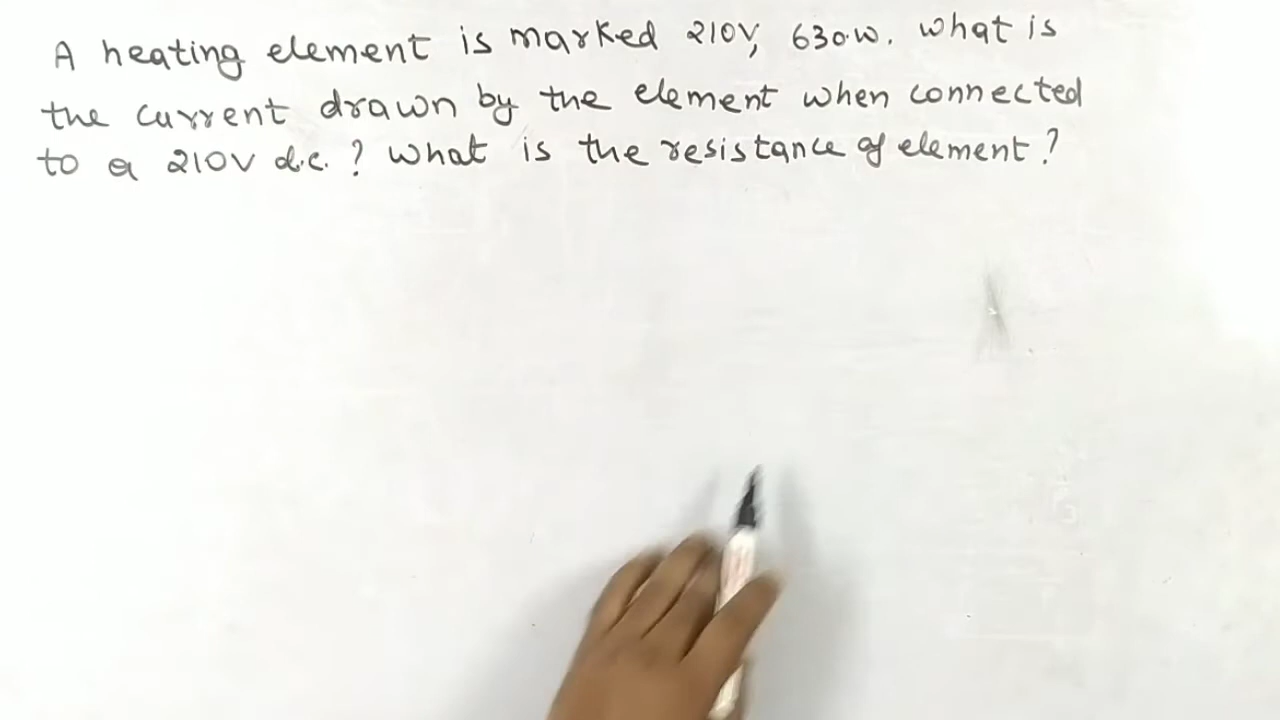 A heating element is marked 210V, 630W. What is
the current drawn by the element when connected
to a 210V d.c. ? What is the resistance of element ?